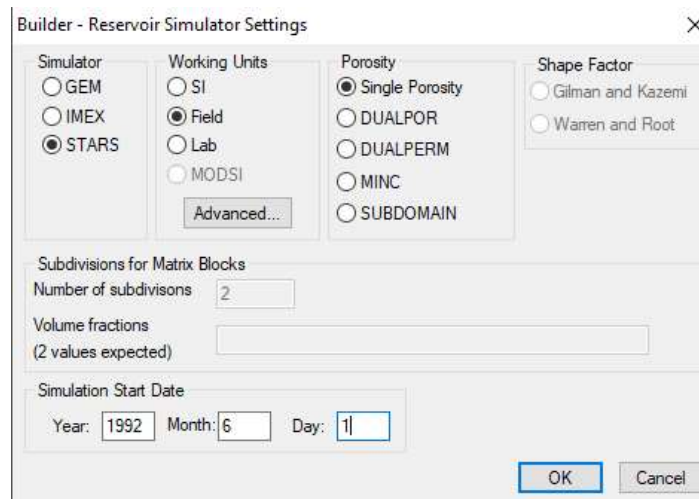 Builder - Reservoir Simulator Settings
Simulator
GEM
IMEX
STARS
Working Units
SI
Field
Lab
MODSI
Advanced...
Porosity
Single Porosity
DUALPOR
DUALPERM
MINC
SUBDOMAIN
Shape Factor
Gilman and Kazemi
Warren and Root
Subdivisions for Matrix Blocks
Number of subdivisons 2
Volume fractions
(2 values expected)
Simulation Start Date
Year: 1992 Month: 6 Day: 1
OK Cancel